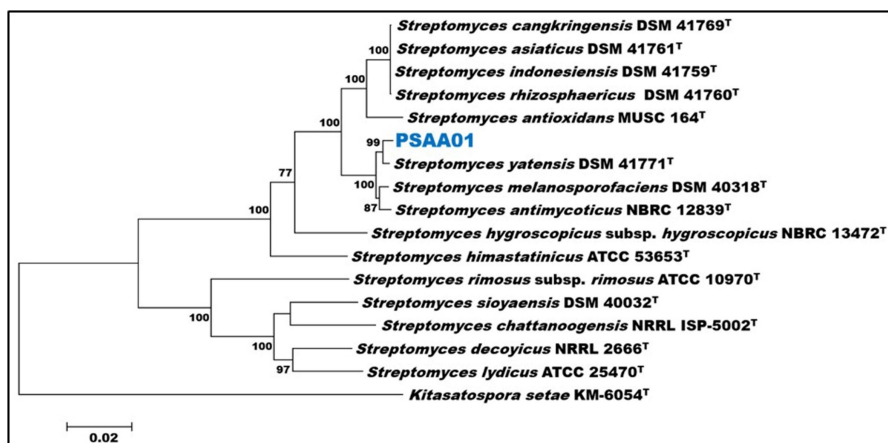 Streptomyces cangkringensis DSM 41769ᵀ
100 Streptomyces asiaticus DSM 41761ᵀ
Streptomyces indonesiensis DSM 41759ᵀ
100
Streptomyces rhizosphaericus DSM 41760ᵀ
Streptomyces antioxidans MUSC 164ᵀ
100
99 PSAA01
Streptomyces yatensis DSM 41771ᵀ
77
100 Streptomyces melanosporofaciens DSM 40318ᵀ
87 Streptomyces antimycoticus NBRC 12839ᵀ
100
Streptomyces hygroscopicus subsp. hygroscopicus NBRC 13472ᵀ
Streptomyces himastatinicus ATCC 53653ᵀ
Streptomyces rimosus subsp. rimosus ATCC 10970ᵀ
Streptomyces sioyaensis DSM 40032ᵀ
100
Streptomyces chattanoogensis NRRL ISP-5002ᵀ
100
Streptomyces decoyicus NRRL 2666ᵀ
97 Streptomyces lydicus ATCC 25470ᵀ
Kitasatospora setae KM-6054ᵀ
0.02